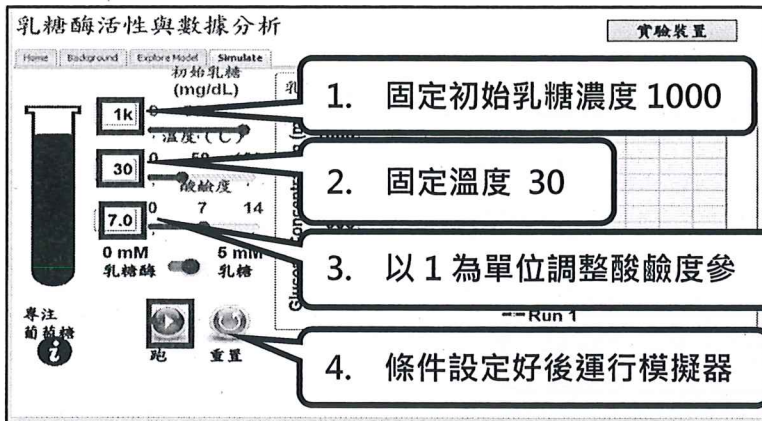 乳糖酶活性與數據分析
實驗裝置
Home Background Explore Model Simulate
初始乳糖
(mg/dL)
乳
1k
0
1. 固定初始乳糖濃度 1000
溫度(℃)
30
0 50
2. 固定溫度 30
酸鹼度
7.0
0 7 14
3. 以 1 為單位調整酸鹼度參
0 mM 5 mM
乳糖酶 乳糖
Run 1
專注
葡萄糖
i
跑 重置
4. 條件設定好後運行模擬器